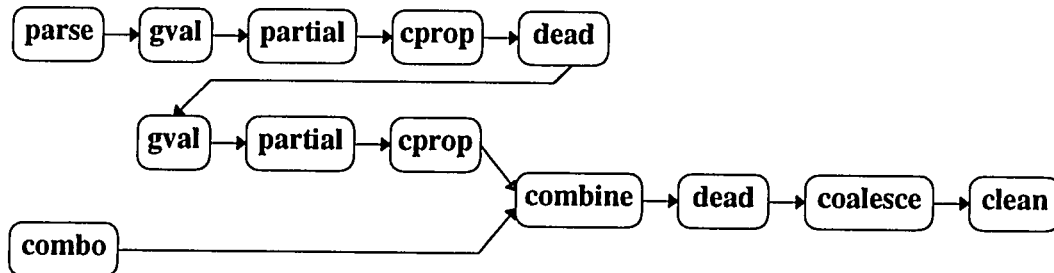 parse gval partial cprop dead
gval partial cprop
combine dead coalesce clean
combo